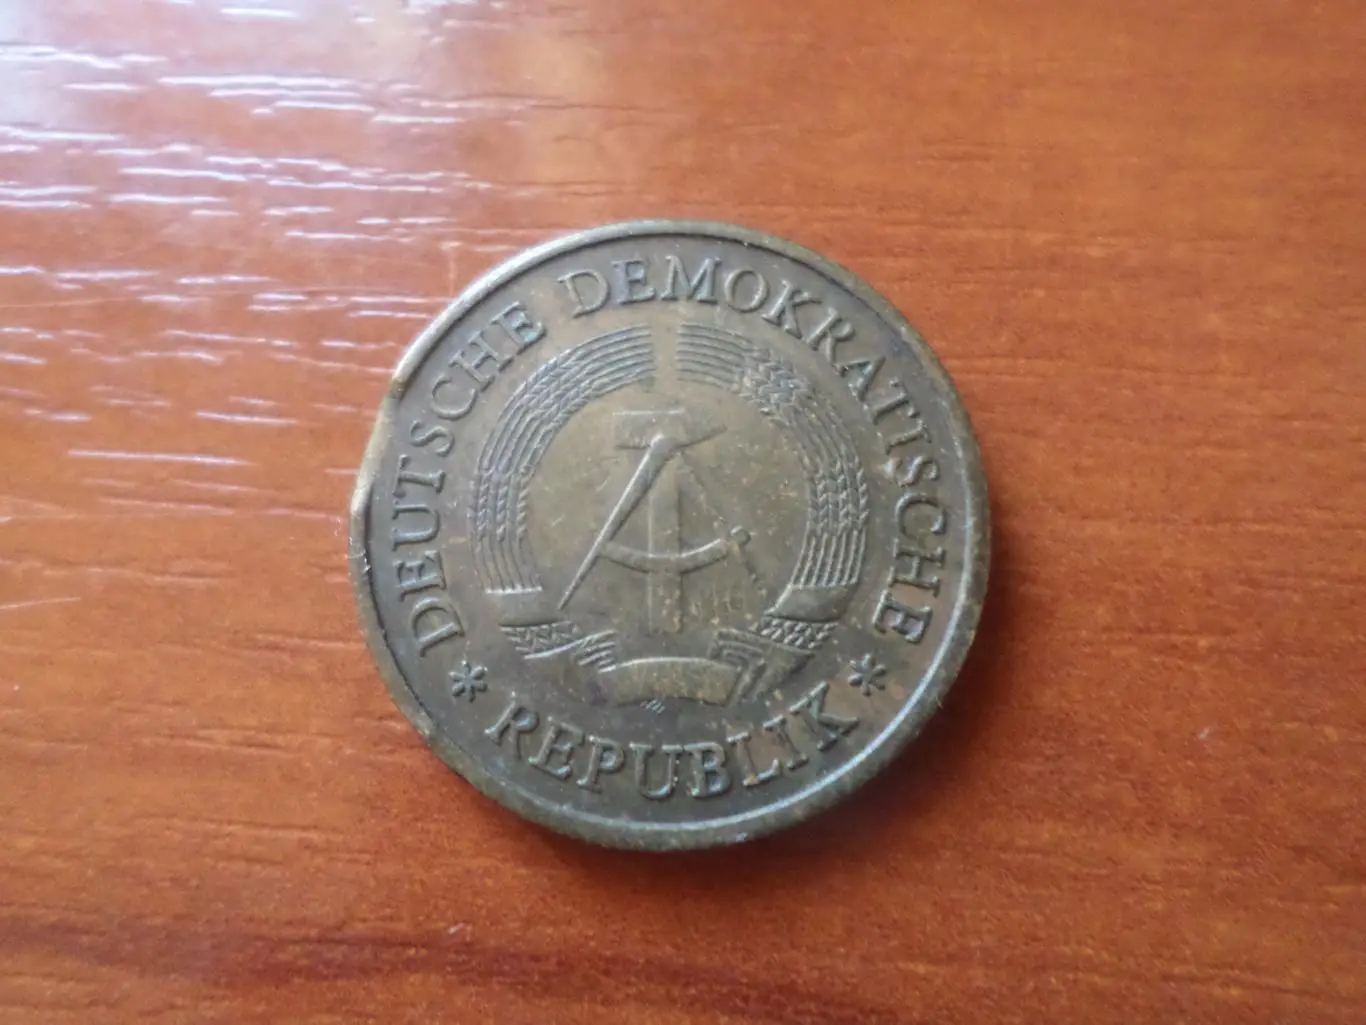 DEUTSCHE DEMOKRATISCHE
* REPUBLIK *